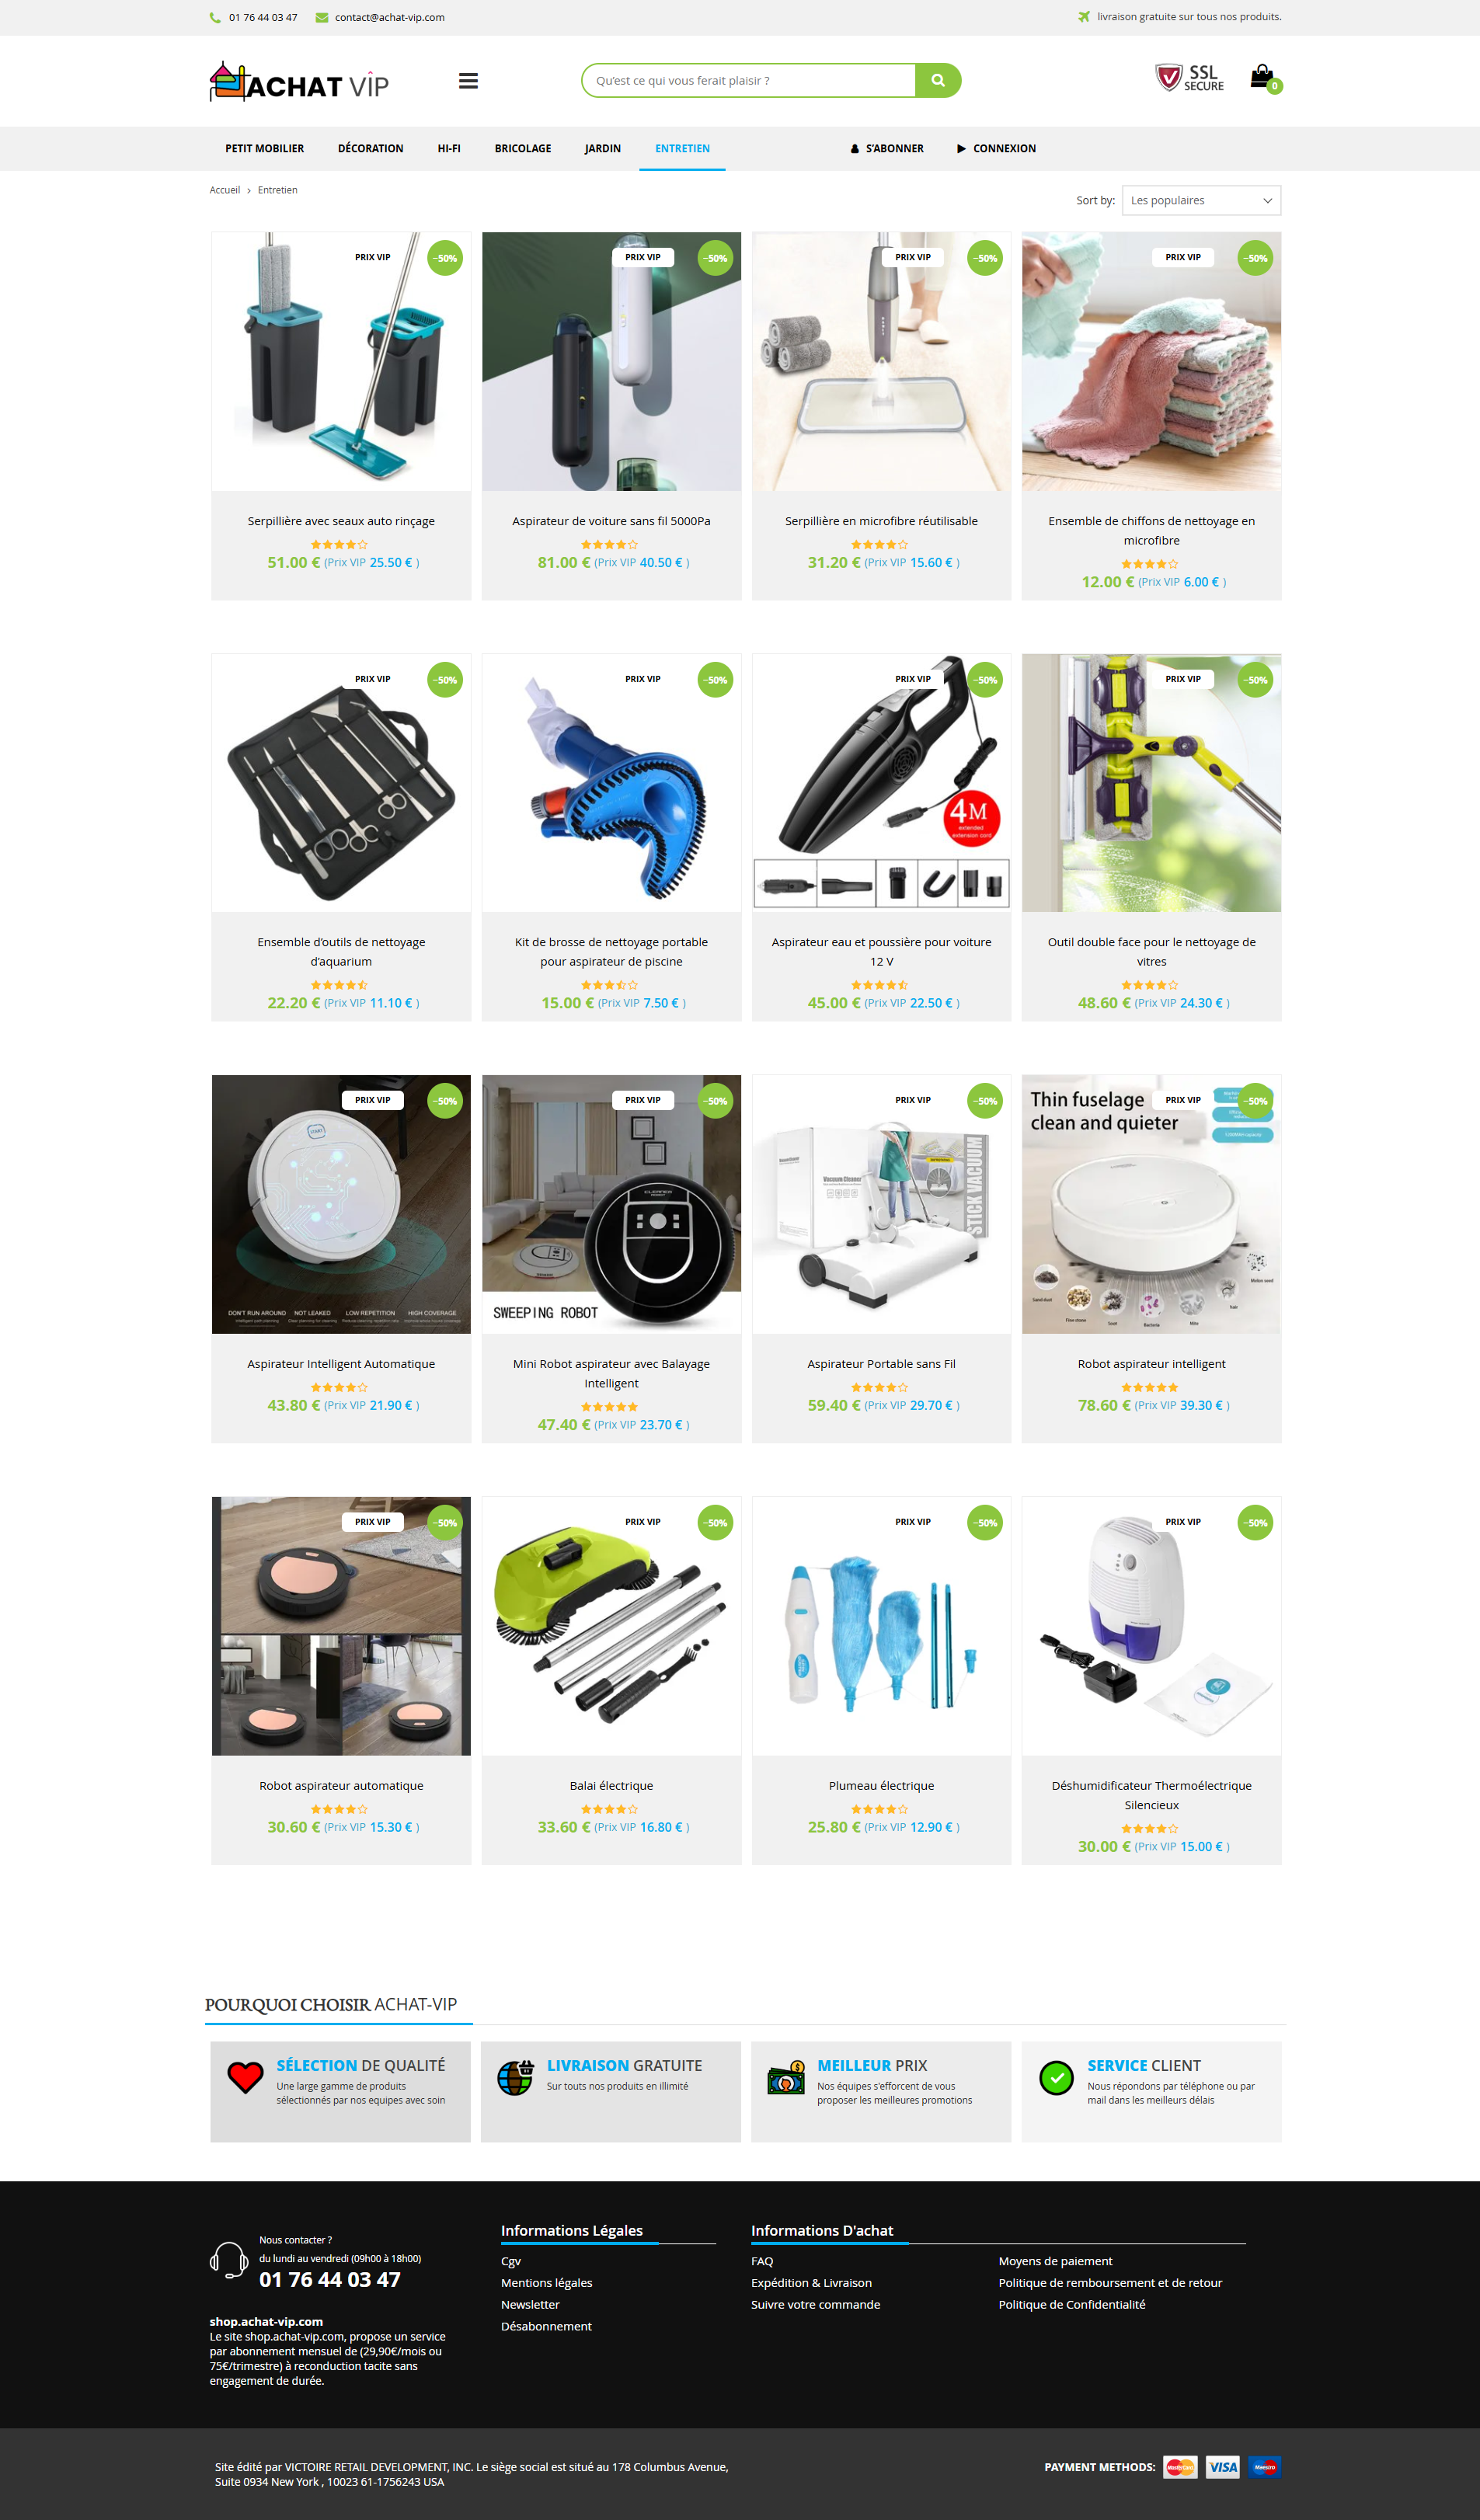 01 76 44 03 47 contact@achat-vip.com livraison gratuite sur tous nos produits.
ACHAT VIP
Qu'est ce qui vous ferait plaisir ?
SSL SECURE
0
PETIT MOBILIER DÉCORATION HI-FI BRICOLAGE JARDIN ENTRETIEN S'ABONNER CONNEXION
Accueil > Entretien
Sort by: Les populaires
PRIX VIP -50% PRIX VIP -50% PRIX VIP -50% PRIX VIP -50%
Serpillière avec seaux auto rinçage
51.00 € (Prix VIP 25.50 € )
Aspirateur de voiture sans fil 5000Pa
81.00 € (Prix VIP 40.50 € )
Serpillière en microfibre réutilisable
31.20 € (Prix VIP 15.60 € )
Ensemble de chiffons de nettoyage en
microfibre
12.00 € (Prix VIP 6.00 € )
PRIX VIP -50% PRIX VIP -50% PRIX VIP -50% PRIX VIP -50%
4M
extended
extension cord
Ensemble d'outils de nettoyage
d'aquarium
22.20 € (Prix VIP 11.10 € )
Kit de brosse de nettoyage portable
pour aspirateur de piscine
15.00 € (Prix VIP 7.50 € )
Aspirateur eau et poussière pour voiture
12 V
45.00 € (Prix VIP 22.50 € )
Outil double face pour le nettoyage de
vitres
48.60 € (Prix VIP 24.30 € )
PRIX VIP -50% PRIX VIP -50% PRIX VIP -50% PRIX VIP -50%
START
DON'T RUN AROUND NOT LEAKED LOW REPETITION HIGH COVERAGE
SWEEPING ROBOT
Vacuum Cleaner
STICK VACUUM
Thin fuselage
clean and quieter
Aspirateur Intelligent Automatique
43.80 € (Prix VIP 21.90 € )
Mini Robot aspirateur avec Balayage
Intelligent
47.40 € (Prix VIP 23.70 € )
Aspirateur Portable sans Fil
59.40 € (Prix VIP 29.70 € )
Robot aspirateur intelligent
78.60 € (Prix VIP 39.30 € )
PRIX VIP -50% PRIX VIP -50% PRIX VIP -50% PRIX VIP -50%
Robot aspirateur automatique
30.60 € (Prix VIP 15.30 € )
Balai électrique
33.60 € (Prix VIP 16.80 € )
Plumeau électrique
25.80 € (Prix VIP 12.90 € )
Déshumidificateur Thermoélectrique
Silencieux
30.00 € (Prix VIP 15.00 € )
POURQUOI CHOISIR ACHAT-VIP
SÉLECTION DE QUALITÉ
Une large gamme de produits
sélectionnés par nos equipes avec soin
LIVRAISON GRATUITE
Sur touts nos produits en illimité
MEILLEUR PRIX
Nos équipes s'efforcent de vous
proposer les meilleures promotions
SERVICE CLIENT
Nous répondons par téléphone ou par
mail dans les meilleurs délais
Nous contacter ?
du lundi au vendredi (09h00 à 18h00)
01 76 44 03 47
shop.achat-vip.com
Le site shop.achat-vip.com, propose un service
par abonnement mensuel de (29,90€/mois ou
75€/trimestre) à reconduction tacite sans
engagement de durée.
Informations Légales
Cgv
Mentions légales
Newsletter
Désabonnement
Informations D'achat
FAQ
Expédition & Livraison
Suivre votre commande
Moyens de paiement
Politique de remboursement et de retour
Politique de Confidentialité
Site édité par VICTOIRE RETAIL DEVELOPMENT, INC. Le siège social est situé au 178 Columbus Avenue,
Suite 0934 New York , 10023 61-1756243 USA
PAYMENT METHODS: MasterCard VISA Maestro